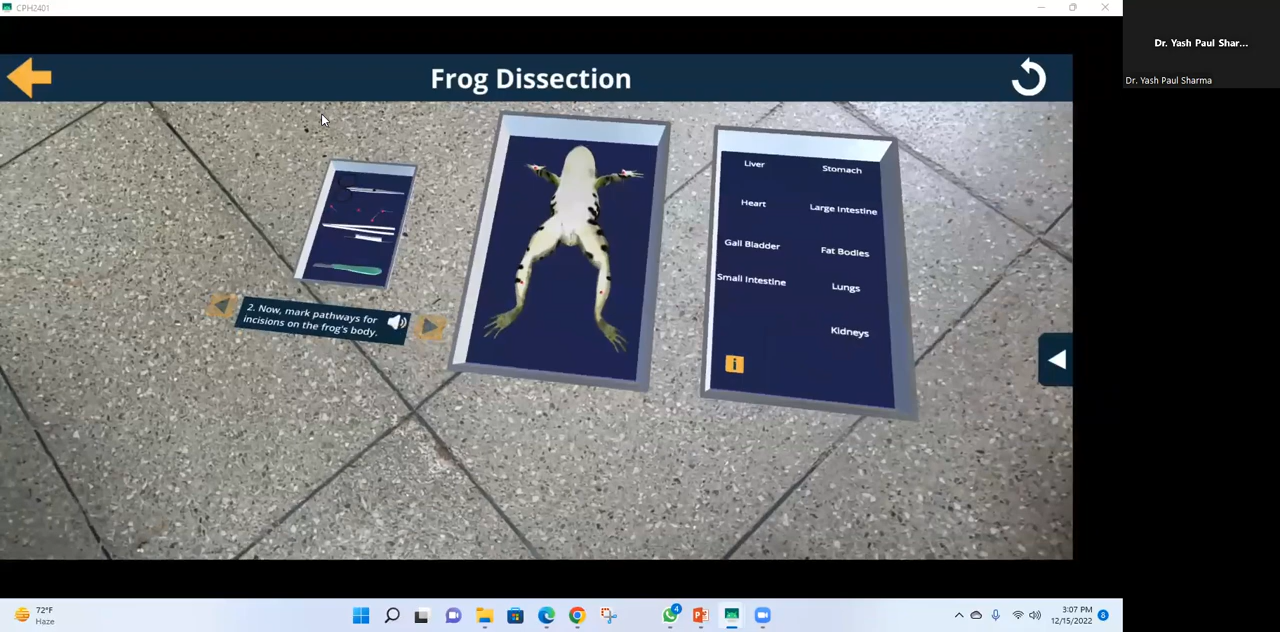 CPH2401
Frog Dissection
Dr. Yash Paul Shar...
Dr. Yash Paul Sharma
2. Now, mark pathways for
incisions on the frog's body.
Liver
Stomach
Heart
Large Intestine
Gall Bladder
Fat Bodies
Small Intestine
Lungs
Kidneys
i
72°F
Haze
4
3:07 PM
12/15/2022
8